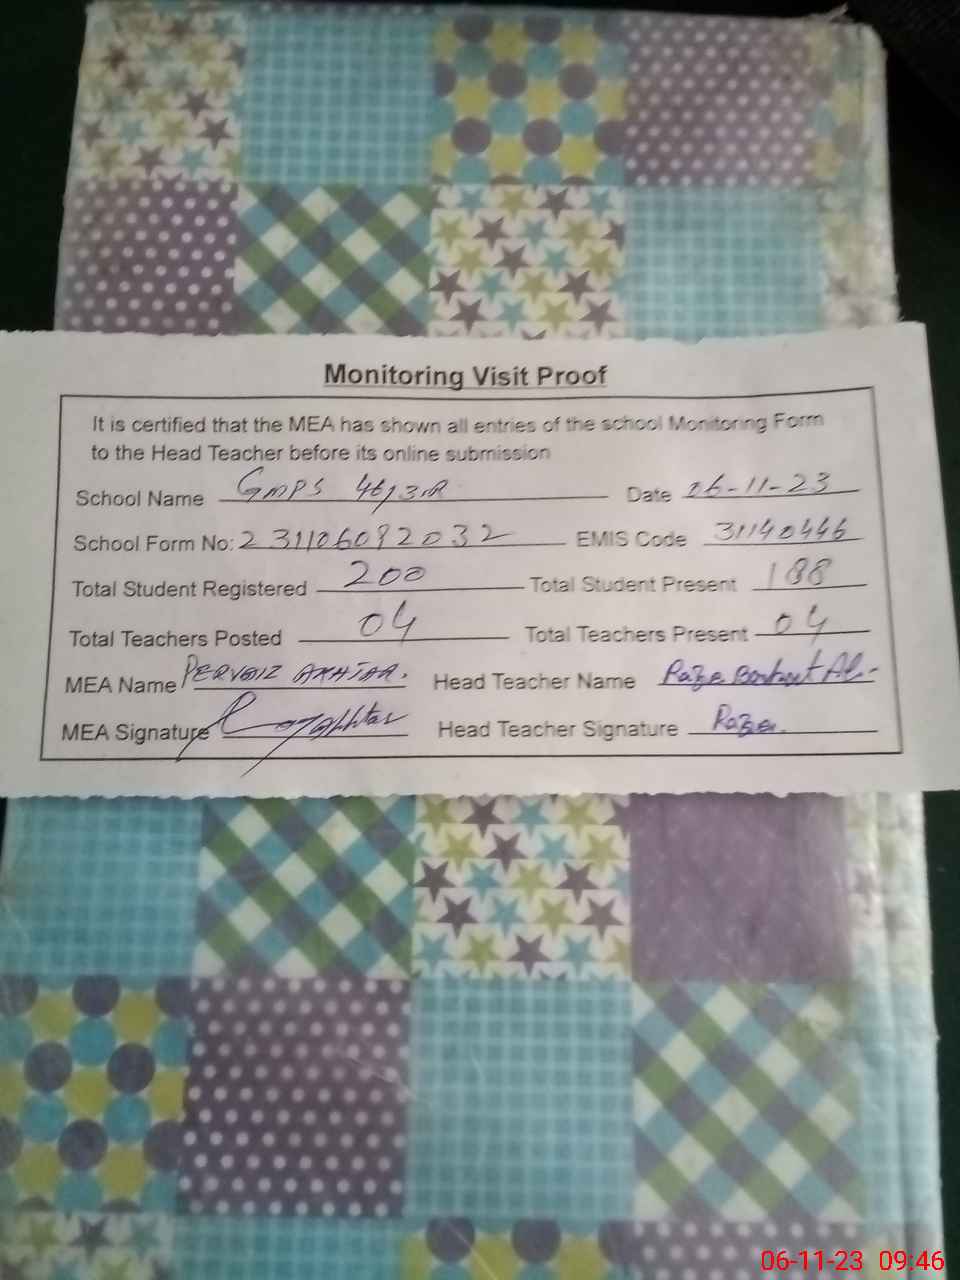 Monitoring Visit Proof
It is certified that the MEA has shown all entries of the school Monitoring Form
to the Head Teacher before its online submission
School Name GMPS 46/3.R Date 06-11-23
School Form No: 231106092032 EMIS Code 31140446
Total Student Registered 200 Total Student Present 188
Total Teachers Posted 04 Total Teachers Present 04
MEA Name PERVAIZ AKHTAR. Head Teacher Name
MEA Signature Head Teacher Signature
06-11-23 09:46